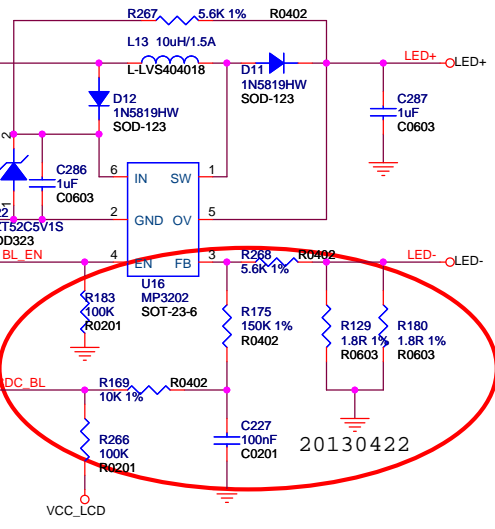 R267 5.6K 1% R0402
L13 10uH/1.5A
L-LVS404018
LED+
LED+
D11
1N5819HW
SOD-123
D12
1N5819HW
SOD-123
C287
1uF
C0603
2
C286
1uF
C0603
6 IN SW 1
2 GND OV 5
4 EN FB 3
1
T52C5V1S
OD323
BL_EN
U16
MP3202
SOT-23-6
R268 R0402
5.6K 1%
LED-
LED-
R183
100K
R0201
R175
150K 1%
R0402
R129
1.8R 1%
R0603
R180
1.8R 1%
R0603
DC_BL
R169 R0402
10K 1%
C227
100nF
C0201
20130422
R266
100K
R0201
VCC_LCD